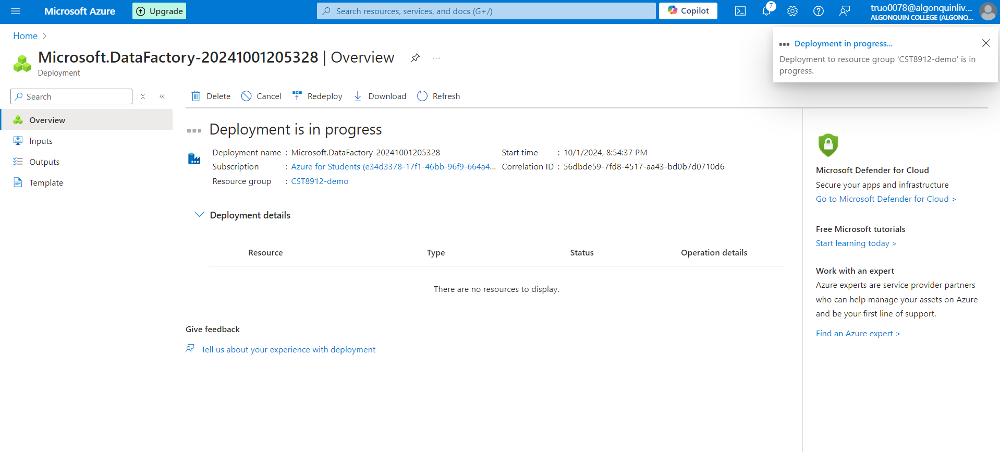 Microsoft Azure
Upgrade
Search resources, services, and docs (G+/)
Copilot
7
truo0078@algonquinliv...
ALGONQUIN COLLEGE (ALGONQ...
Home
Microsoft.DataFactory-20241001205328 | Overview
...
Deployment
Deployment in progress...
Deployment to resource group 'CST8912-demo' is in
progress.
Search
Delete
Cancel
Redeploy
Download
Refresh
Overview
Inputs
Outputs
Template
Deployment is in progress
Deployment name : Microsoft.DataFactory-20241001205328
Subscription : Azure for Students (e34d3378-17f1-46bb-96f9-664a4...
Resource group : CST8912-demo
Start time : 10/1/2024, 8:54:37 PM
Correlation ID : 56dbde59-7fd8-4517-aa43-bd0b7d0710d6
Deployment details
Resource Type Status Operation details
There are no resources to display.
Give feedback
Tell us about your experience with deployment
Microsoft Defender for Cloud
Secure your apps and infrastructure
Go to Microsoft Defender for Cloud >
Free Microsoft tutorials
Start learning today >
Work with an expert
Azure experts are service provider partners
who can help manage your assets on Azure
and be your first line of support.
Find an Azure expert >